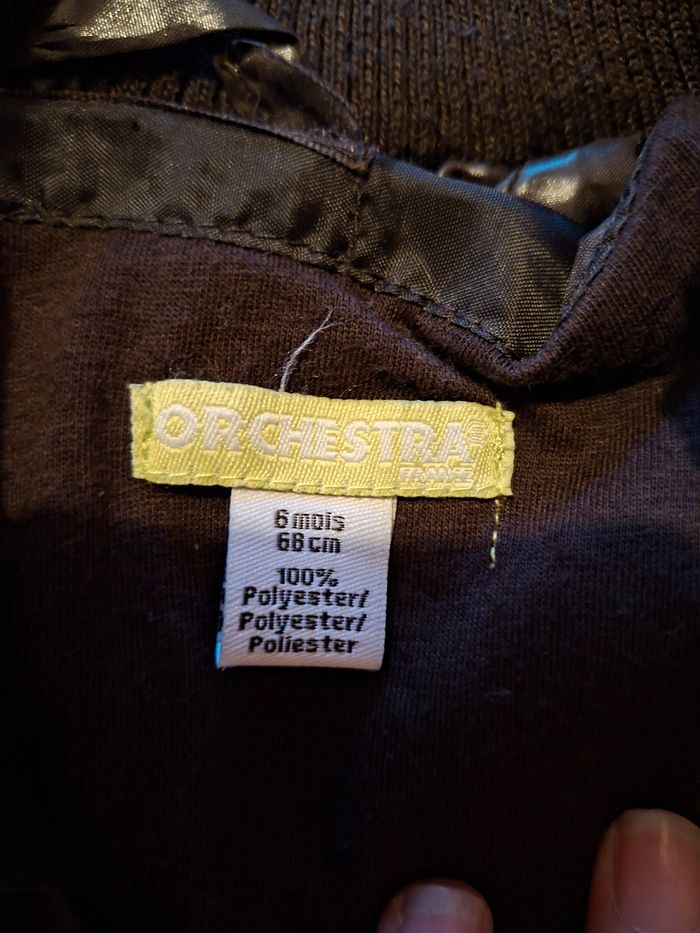 ORCHESTRA
FRANCE
6 mois
68 cm
100%
Polyester/
Polyester/
Poliester